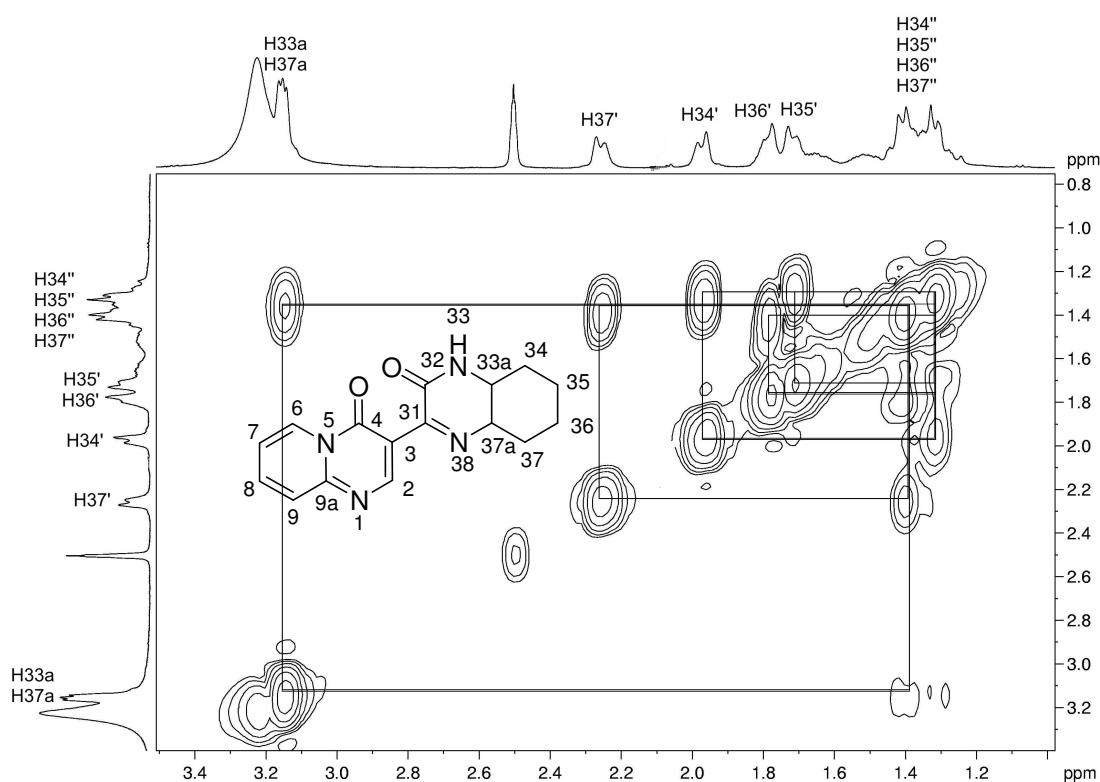 H33a
H37a
H37'
H34'
H36' H35'
H34"
H35"
H36"
H37"
ppm
0.8
1.0
1.2
1.4
1.6
1.8
2.0
2.2
2.4
2.6
2.8
3.0
3.2
ppm
H34"
H35"
H36"
H37"
H35'
H36'
H34'
H37'
H33a
H37a
33
H
O 32 N 33a 34
35
O 31 36
6 5 4 N 37a 37
7 N 3 38
8 9a N 2
9 1
3.4 3.2 3.0 2.8 2.6 2.4 2.2 2.0 1.8 1.6 1.4 1.2 ppm